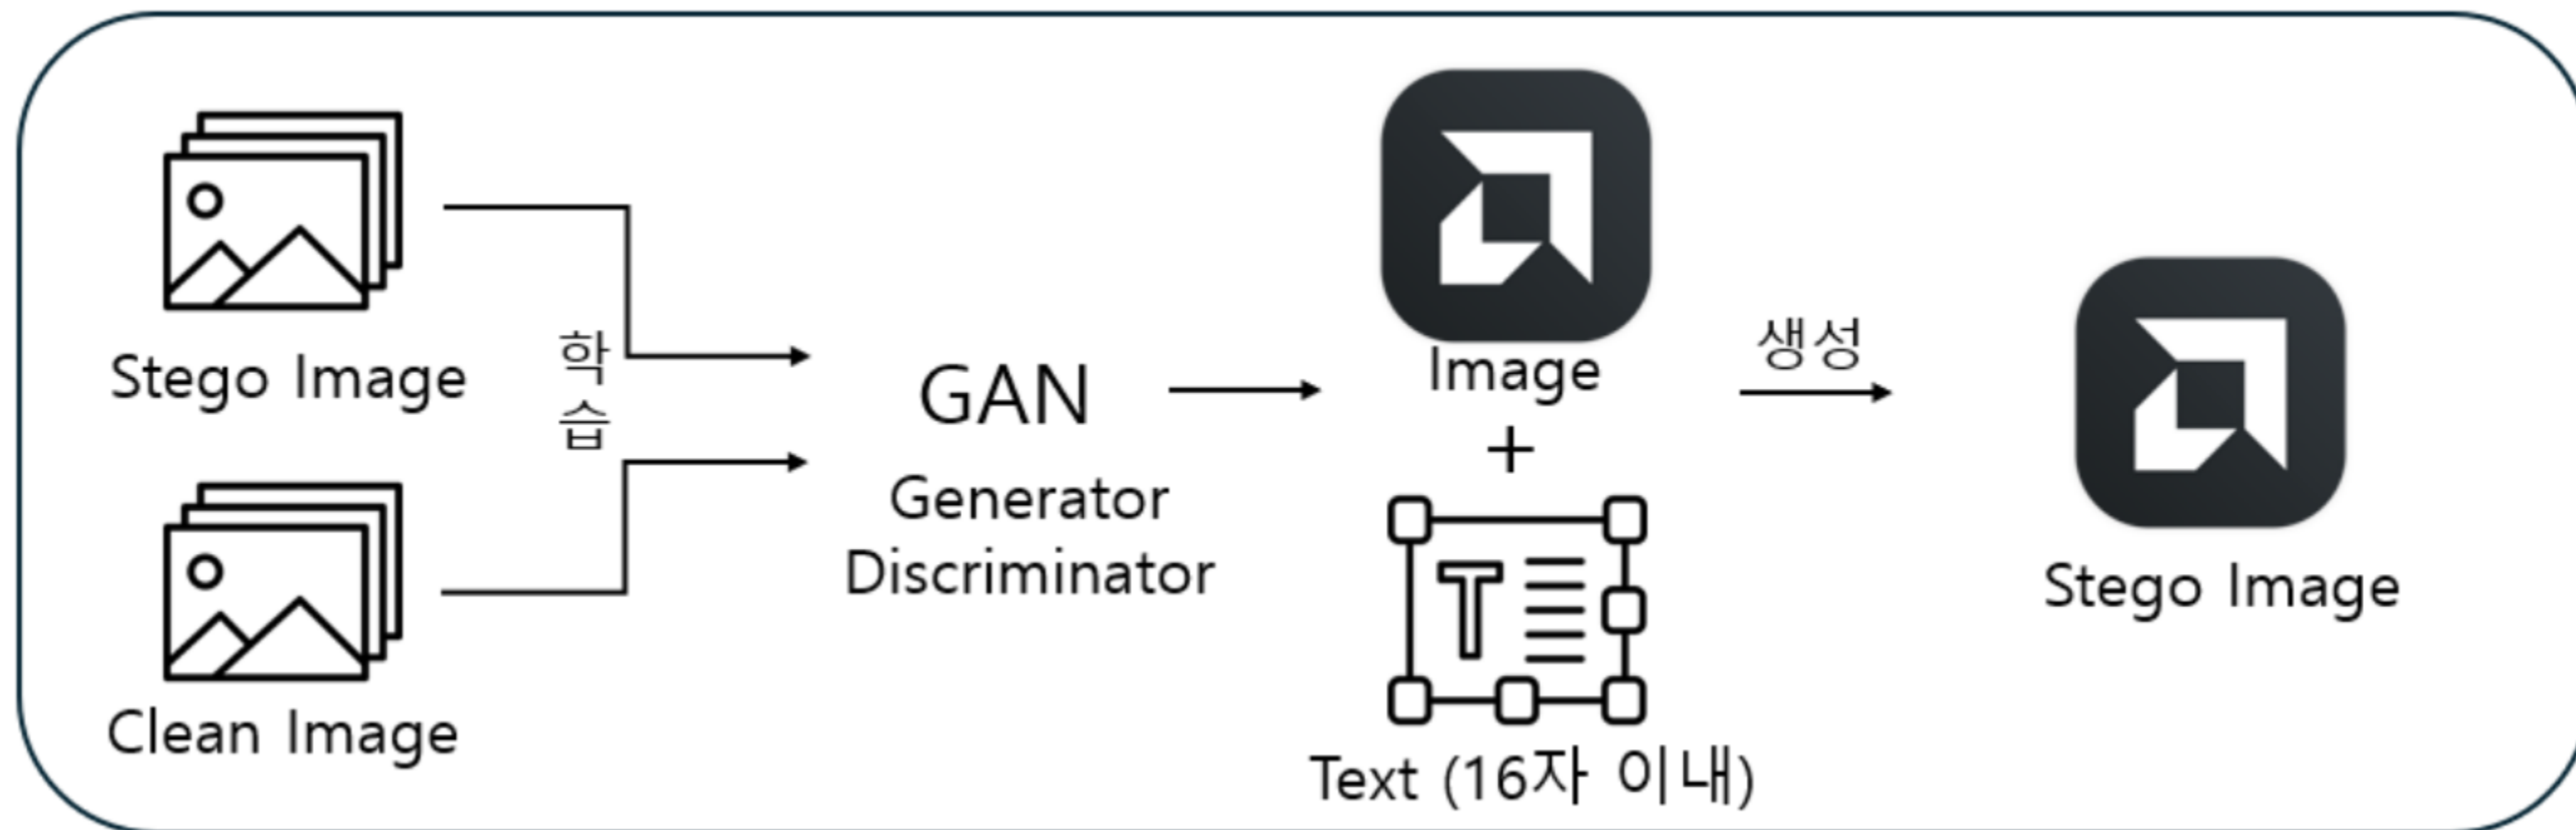 Stego Image
학
습
Clean Image
GAN
Generator
Discriminator
Image
+
T
Text (16자 이내)
생성
Stego Image